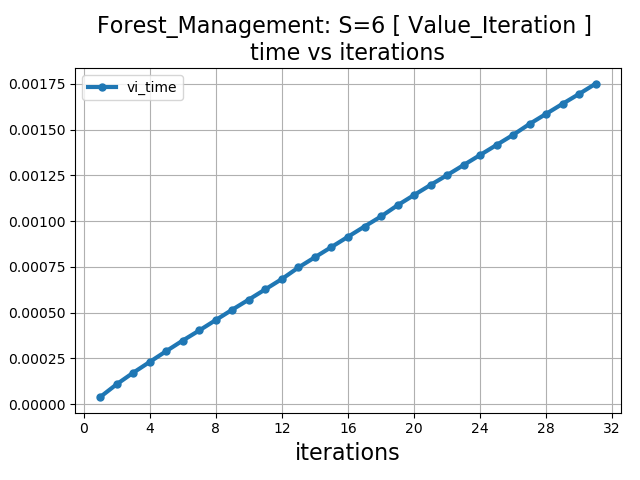 Forest_Management: S=6 [ Value_Iteration ]
time vs iterations
vi_time
0.00175
0.00150
0.00125
0.00100
0.00075
0.00050
0.00025
0.00000
0 4 8 12 16 20 24 28 32
iterations